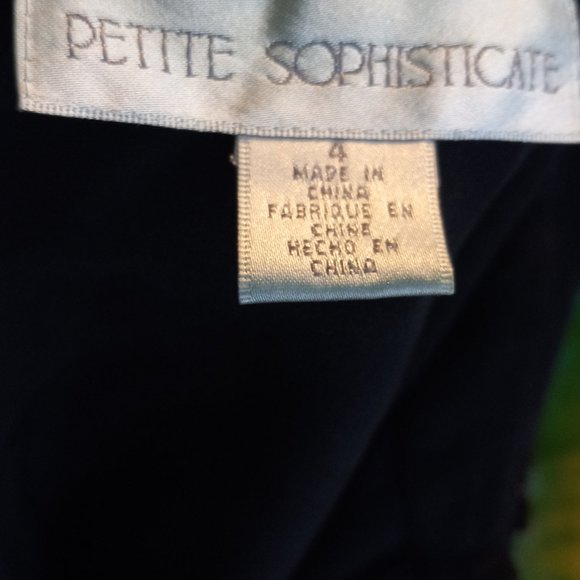 PETITE SOPHISTICATE
4
MADE IN
CHINA
FABRIQUE EN
CHINE
HECHO EN
CHINA